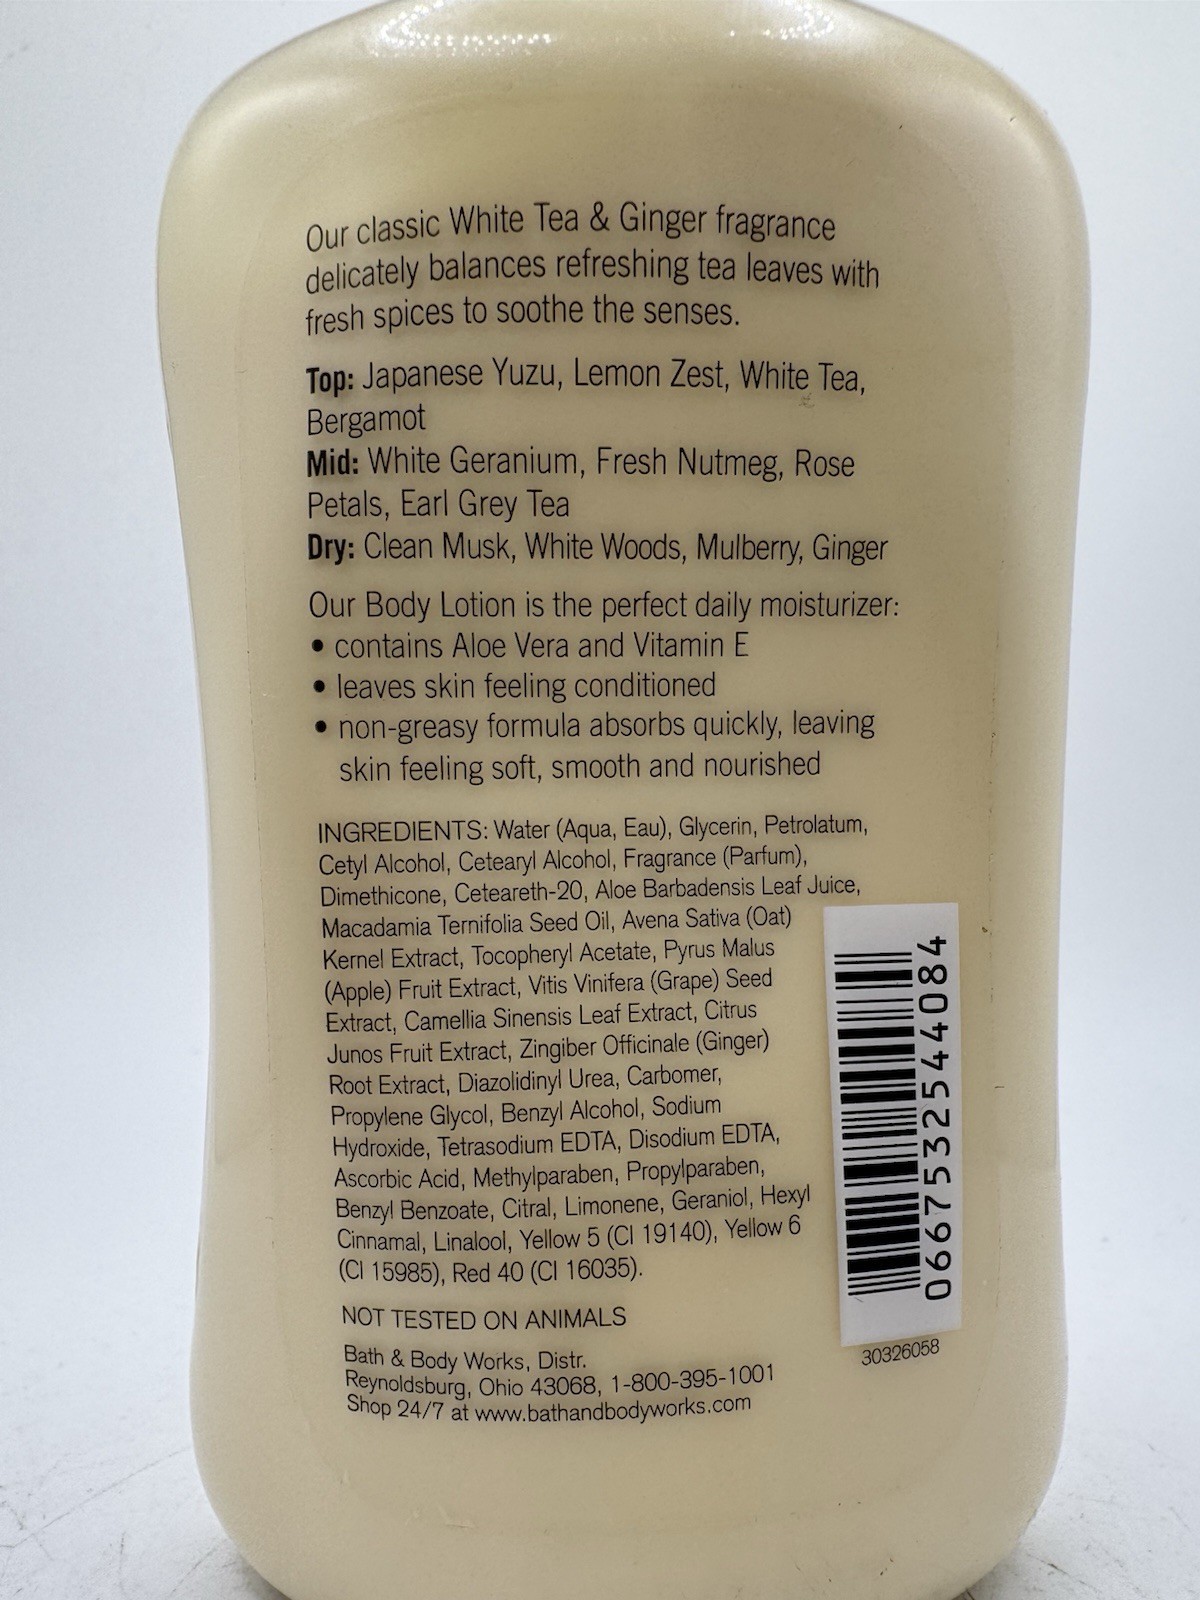 Our classic White Tea & Ginger fragrance
delicately balances refreshing tea leaves with
fresh spices to soothe the senses.
Top: Japanese Yuzu, Lemon Zest, White Tea,
Bergamot
Mid: White Geranium, Fresh Nutmeg, Rose
Petals, Earl Grey Tea
Dry: Clean Musk, White Woods, Mulberry, Ginger
Our Body Lotion is the perfect daily moisturizer:
• contains Aloe Vera and Vitamin E
• leaves skin feeling conditioned
• non-greasy formula absorbs quickly, leaving
skin feeling soft, smooth and nourished
INGREDIENTS: Water (Aqua, Eau), Glycerin, Petrolatum,
Cetyl Alcohol, Cetearyl Alcohol, Fragrance (Parfum),
Dimethicone, Ceteareth-20, Aloe Barbadensis Leaf Juice,
Macadamia Ternifolia Seed Oil, Avena Sativa (Oat)
Kernel Extract, Tocopheryl Acetate, Pyrus Malus
(Apple) Fruit Extract, Vitis Vinifera (Grape) Seed
Extract, Camellia Sinensis Leaf Extract, Citrus
Junos Fruit Extract, Zingiber Officinale (Ginger)
Root Extract, Diazolidinyl Urea, Carbomer,
Propylene Glycol, Benzyl Alcohol, Sodium
Hydroxide, Tetrasodium EDTA, Disodium EDTA,
Ascorbic Acid, Methylparaben, Propylparaben,
Benzyl Benzoate, Citral, Limonene, Geraniol, Hexyl
Cinnamal, Linalool, Yellow 5 (CI 19140), Yellow 6
(CI 15985), Red 40 (CI 16035).
NOT TESTED ON ANIMALS
Bath & Body Works, Distr.
Reynoldsburg, Ohio 43068, 1-800-395-1001
Shop 24/7 at www.bathandbodyworks.com
0667532544084
30326058